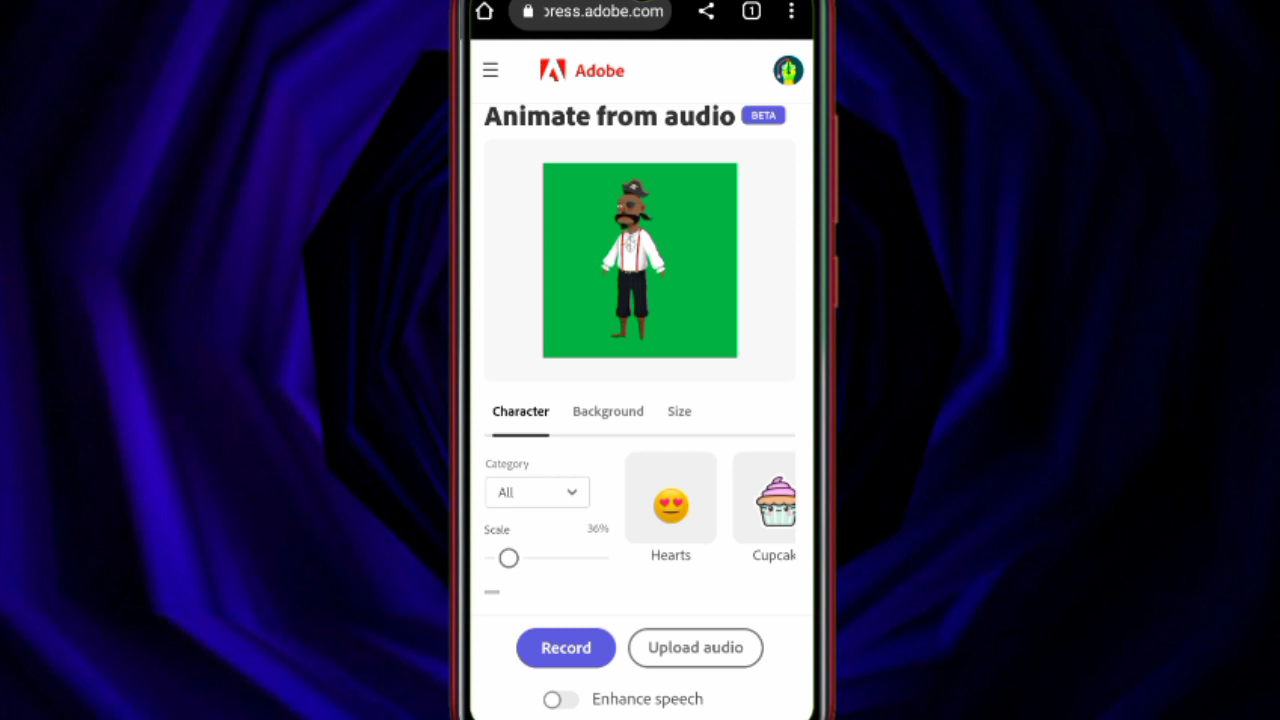 press.adobe.com
1
Adobe
Animate from audio BETA
Character Background Size
Category
All
Scale 36%
Hearts
Cupcak
Record
Upload audio
Enhance speech